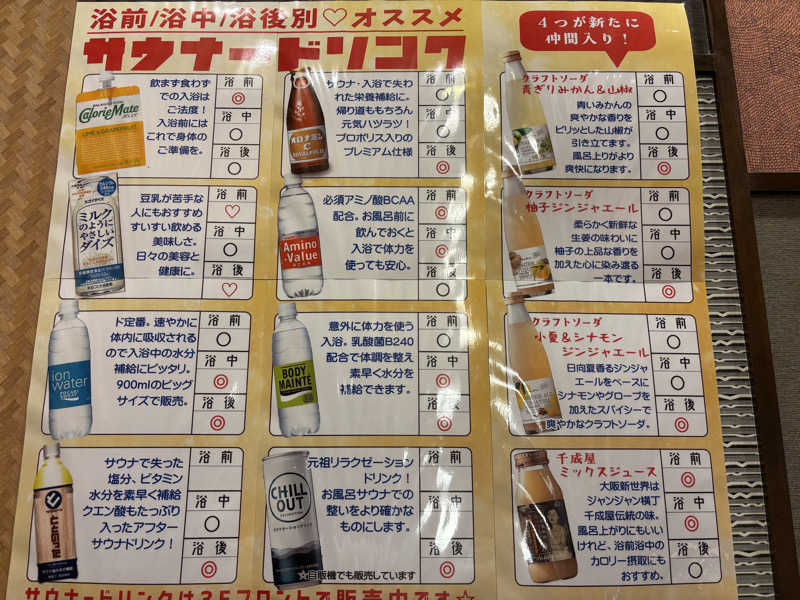 浴前/浴中/浴後別♡オススメ
サウナードリンク
4つが新たに
仲間入り!
CalorieMate
JELLY
LIME & GRAPEFRUIT
飲まず食わず
での入浴は
ご法度!
入浴前には
これで身体の
ご準備を。
浴前
◎
浴中
○
浴後
○
オロナミン
C
ROYALPOLIS
サウナ・入浴で失わ
れた栄養補給に。
帰り道ももちろん
元気ハツラツ!
プロポリス入りの
プレミアム仕様
浴前
○
浴中
○
浴後
◎
クラフトソーダ
青ぎりみかん&山椒
青いみかんの
爽やかな香りを
ピリッとした山椒が
引き立てます。
風呂上がりより
爽快になります。
浴前
○
浴中
○
浴後
◎
ミルク
のように
やさしい
ダイズ
豆乳が苦手な
人にもおすすめ
すいすい飲める
美味しさ。
日々の美容と
健康に。
浴前
♡
浴中
○
浴後
♡
Amino
-Value
必須アミノ酸BCAA
配合。お風呂前に
飲んでおくと
入浴で体力を
使っても安心。
浴前
◎
浴中
◎
浴後
○
クラフトソーダ
柚子ジンジャエール
柔らかく新鮮な
生姜の味わいに
柚子の上品な香りを
加えた心に染み渡る
一本です。
浴前
○
浴中
○
浴後
◎
ion
water
POCARI SWEAT
ド定番。速やかに
体内に吸収される
ので入浴中の水分
補給にピッタリ。
900mlのビッグ
サイズで販売。
浴前
○
浴中
◎
浴後
◎
BODY
MAINTÉ
意外に体力を使う
入浴。乳酸菌B240
配合で体調を整え
素早く水分を
補給できます。
浴前
○
浴中
◎
浴後
◎
クラフトソーダ
小夏&シナモン
ジンジャエール
日向夏香るジンジャ
エールをベースに
シナモンやグローブを
加えたスパイシーで
爽やかなクラフトソーダ。
浴前
○
浴中
○
浴後
◎
サウナで失った
塩分、ビタミン
水分を素早く補給
クエン酸もたっぷり
入ったアフター
サウナドリンク!
浴前
浴中
○
浴後
◎
CHILL
OUT
元祖リラクゼーション
ドリンク!
お風呂サウナでの
整いをより確かな
ものにします。
☆自販機でも販売しています
浴前
浴中
○
浴後
◎
千成屋
ミックスジュース
大阪新世界は
ジャンジャン横丁
千成屋伝統の味。
風呂上がりにもいい
けれど、浴前浴中の
カロリー摂取にも
おすすめ。
浴前
◎
浴中
◎
浴後
○
サウナードリンクは3Fフロントで販売中です☆